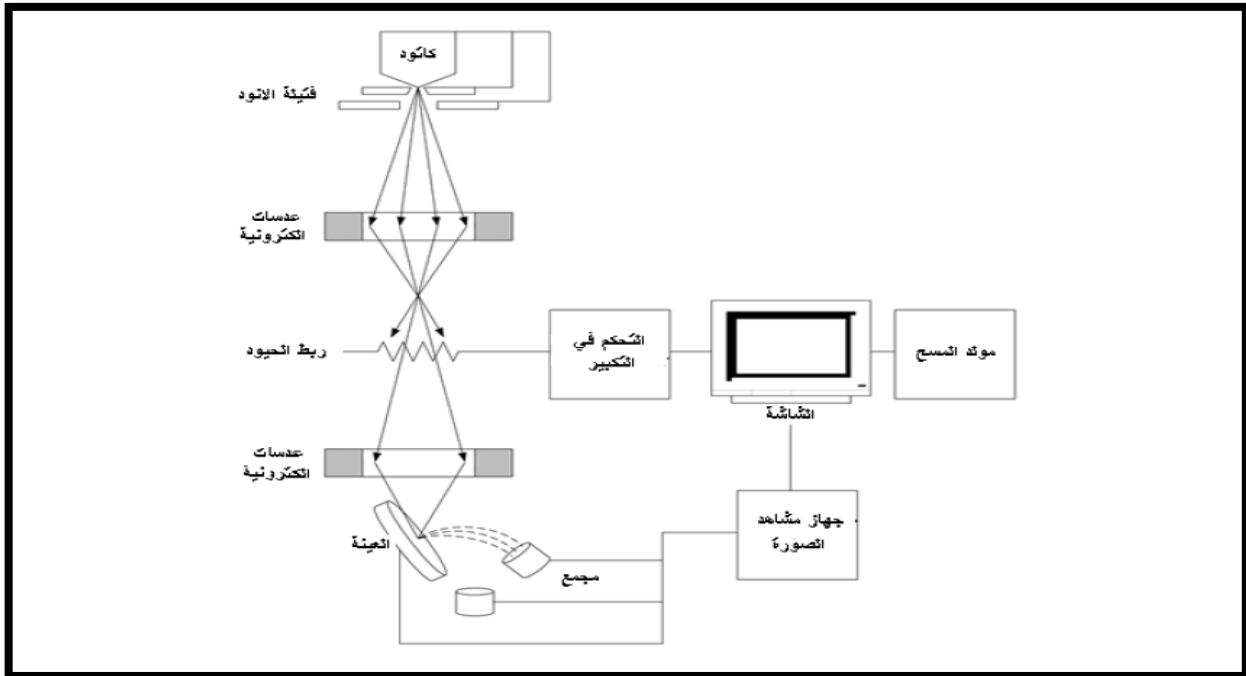 كاثود
فتيئة الانود
عدسات
الكترونية
ربط الحيود
التحكم في
التكبير
مولد المسح
الشاشة
عدسات
الكترونية
جهاز مشاهد
الصورة
العينة
مجمع